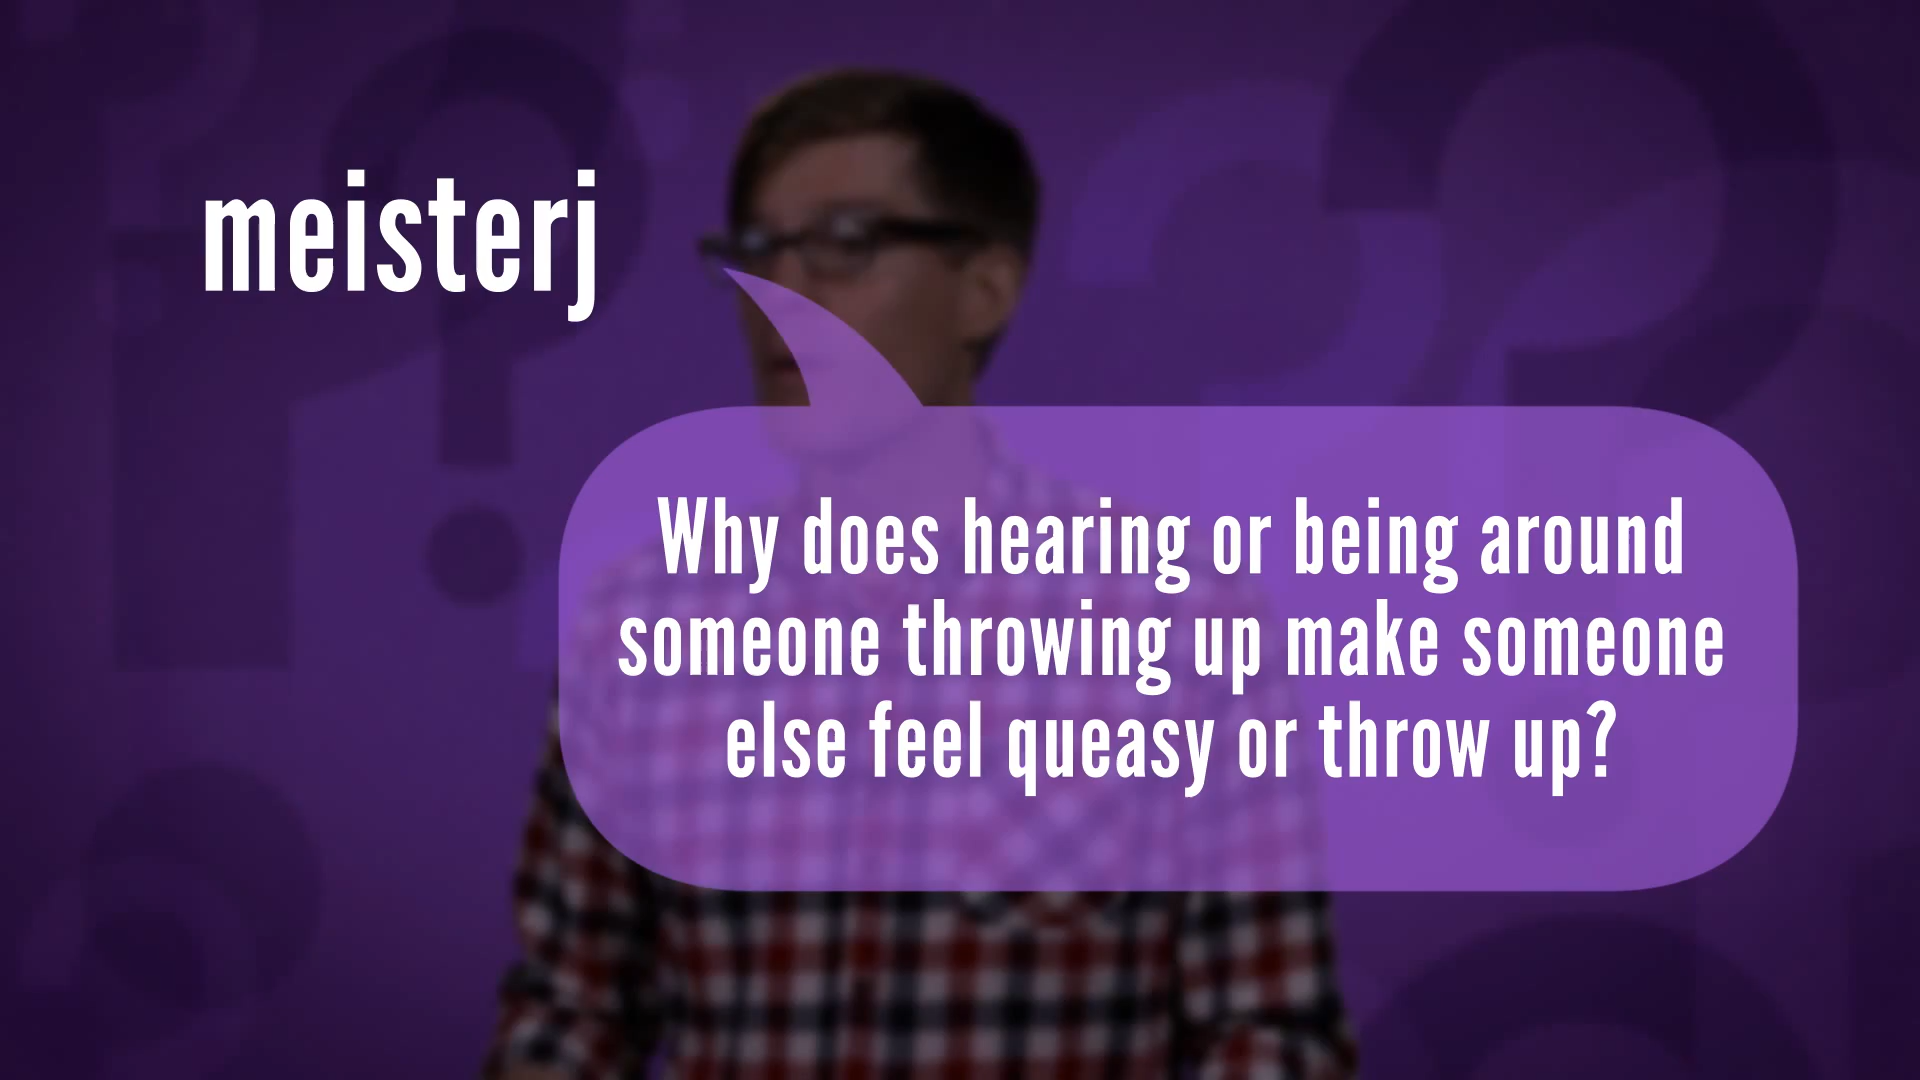 meisterj
Why does hearing or being around
someone throwing up make someone
else feel queasy or throw up?